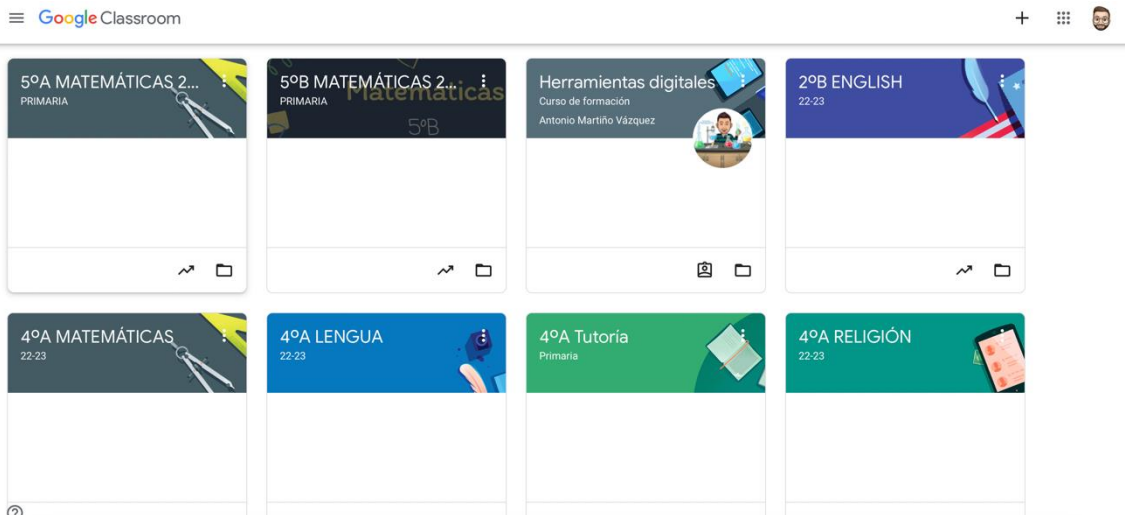 Google Classroom
5ºA MATEMÁTICAS 2...
PRIMARIA
5ºB MATEMÁTICAS 2...
PRIMARIA
Matemáticas
5ºB
Herramientas digitales
Curso de formación
Antonio Martiño Vázquez
2ºB ENGLISH
22-23
4ºA MATEMÁTICAS
22-23
4ºA LENGUA
22-23
4ºA Tutoría
Primaria
4ºA RELIGIÓN
22-23